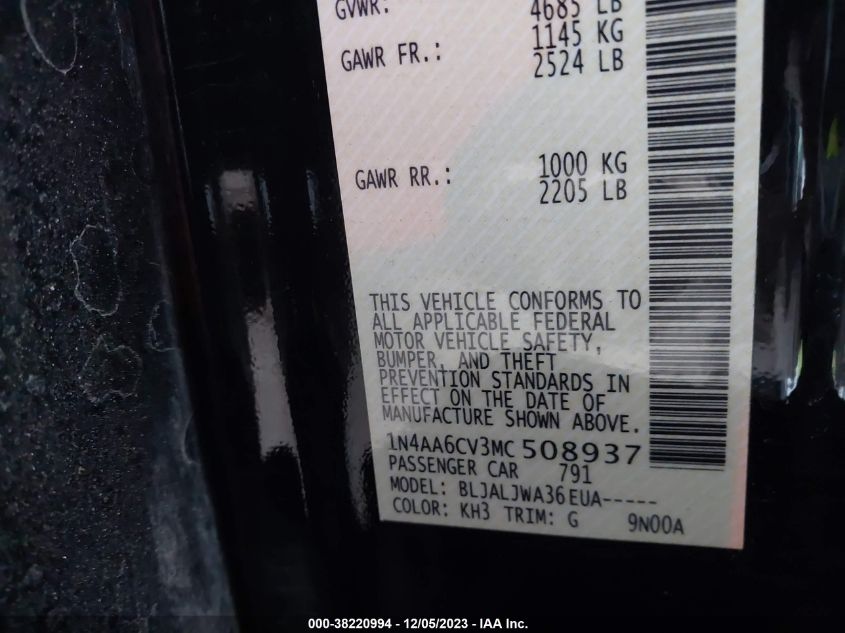 GVWR: 4685 LB
GAWR FR.: 1145 KG
2524 LB
GAWR RR.: 1000 KG
2205 LB
THIS VEHICLE CONFORMS TO
ALL APPLICABLE FEDERAL
MOTOR VEHICLE SAFETY,
BUMPER, AND THEFT
PREVENTION STANDARDS IN
EFFECT ON THE DATE OF
MANUFACTURE SHOWN ABOVE.
1N4AA6CV3MC508937
PASSENGER CAR 791
MODEL: BLJALJWA36EUA-----
COLOR: KH3 TRIM: G 9N00A
000-38220994 - 12/05/2023 - IAA Inc.